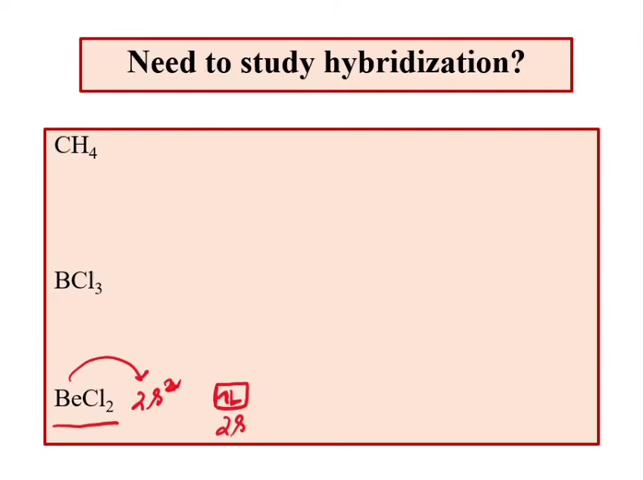 Need to study hybridization?
CH₄
BCl₃
BeCl₂ 2s² ↑↓
2s